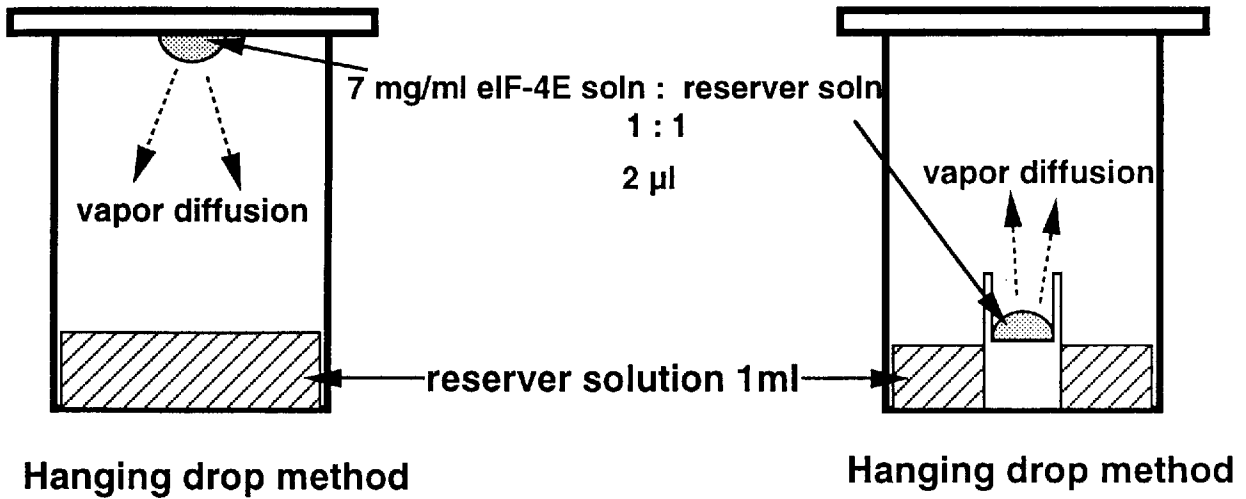 7 mg/ml eIF-4E soln : reserver soln
1 : 1
2 µl
vapor diffusion
vapor diffusion
reserver solution 1ml
Hanging drop method
Hanging drop method